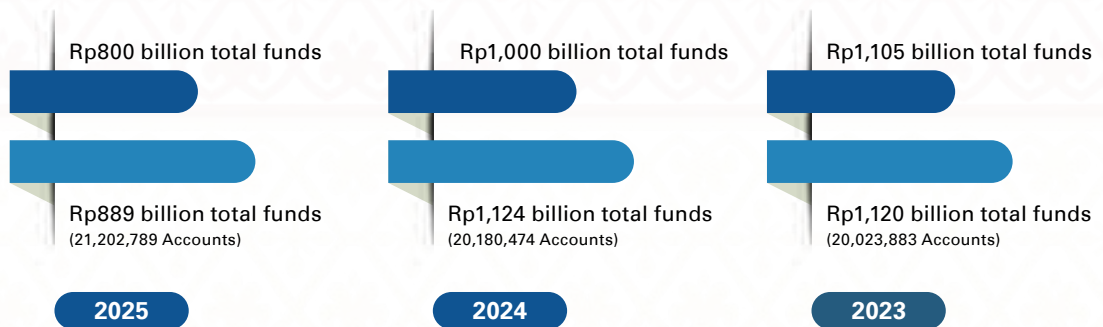 Rp800 billion total funds
Rp889 billion total funds
(21,202,789 Accounts)
2025
Rp1,000 billion total funds
Rp1,124 billion total funds
(20,180,474 Accounts)
2024
Rp1,105 billion total funds
Rp1,120 billion total funds
(20,023,883 Accounts)
2023